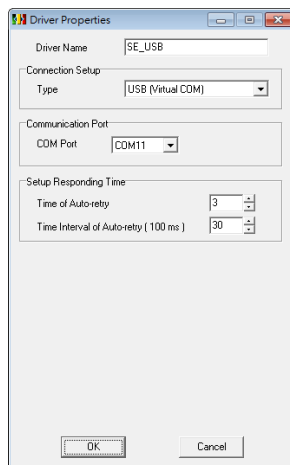 Driver Properties
Driver Name SE_USB
Connection Setup
Type USB (Virtual COM)
Communication Port
COM Port COM11
Setup Responding Time
Time of Auto-retry 3
Time Interval of Auto-retry ( 100 ms ) 30
OK Cancel